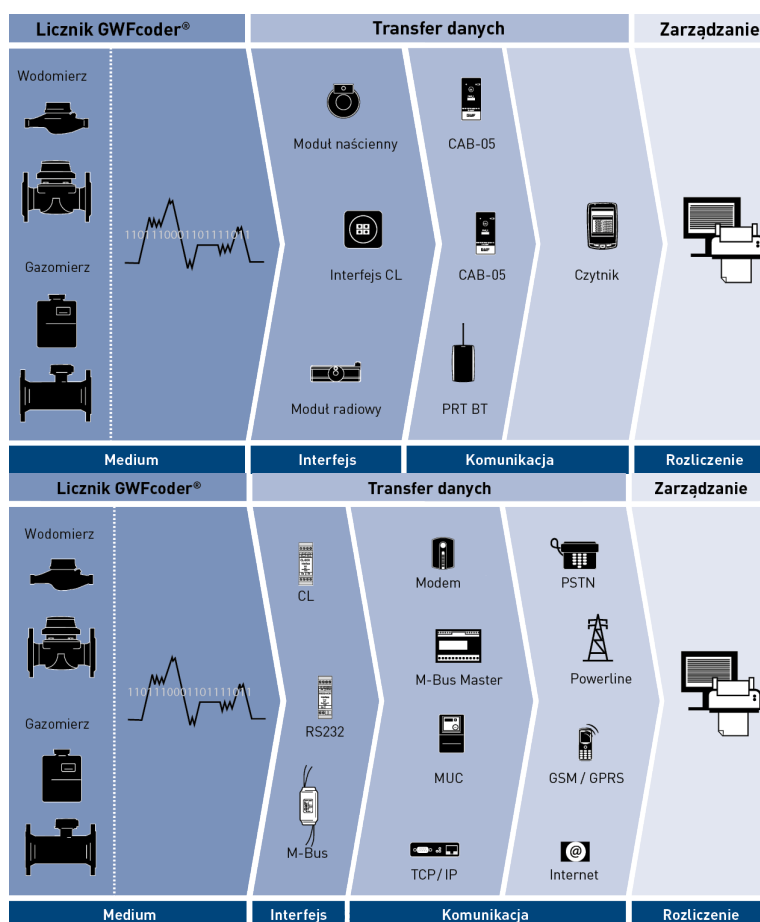 Licznik GWFcoder®
Transfer danych
Zarządzanie
Wodomierz
Moduł naścienny
CAB-05
1101110001101111011
Gazomierz
Interfejs CL
CAB-05
Czytnik
Moduł radiowy
PRT BT
Medium
Interfejs
Komunikacja
Rozliczenie
Licznik GWFcoder®
Transfer danych
Zarządzanie
Wodomierz
CL
Modem
PSTN
1101110001101111011
M-Bus Master
Powerline
Gazomierz
RS232
MUC
GSM / GPRS
M-Bus
TCP/ IP
@
Internet
Medium
Interfejs
Komunikacja
Rozliczenie